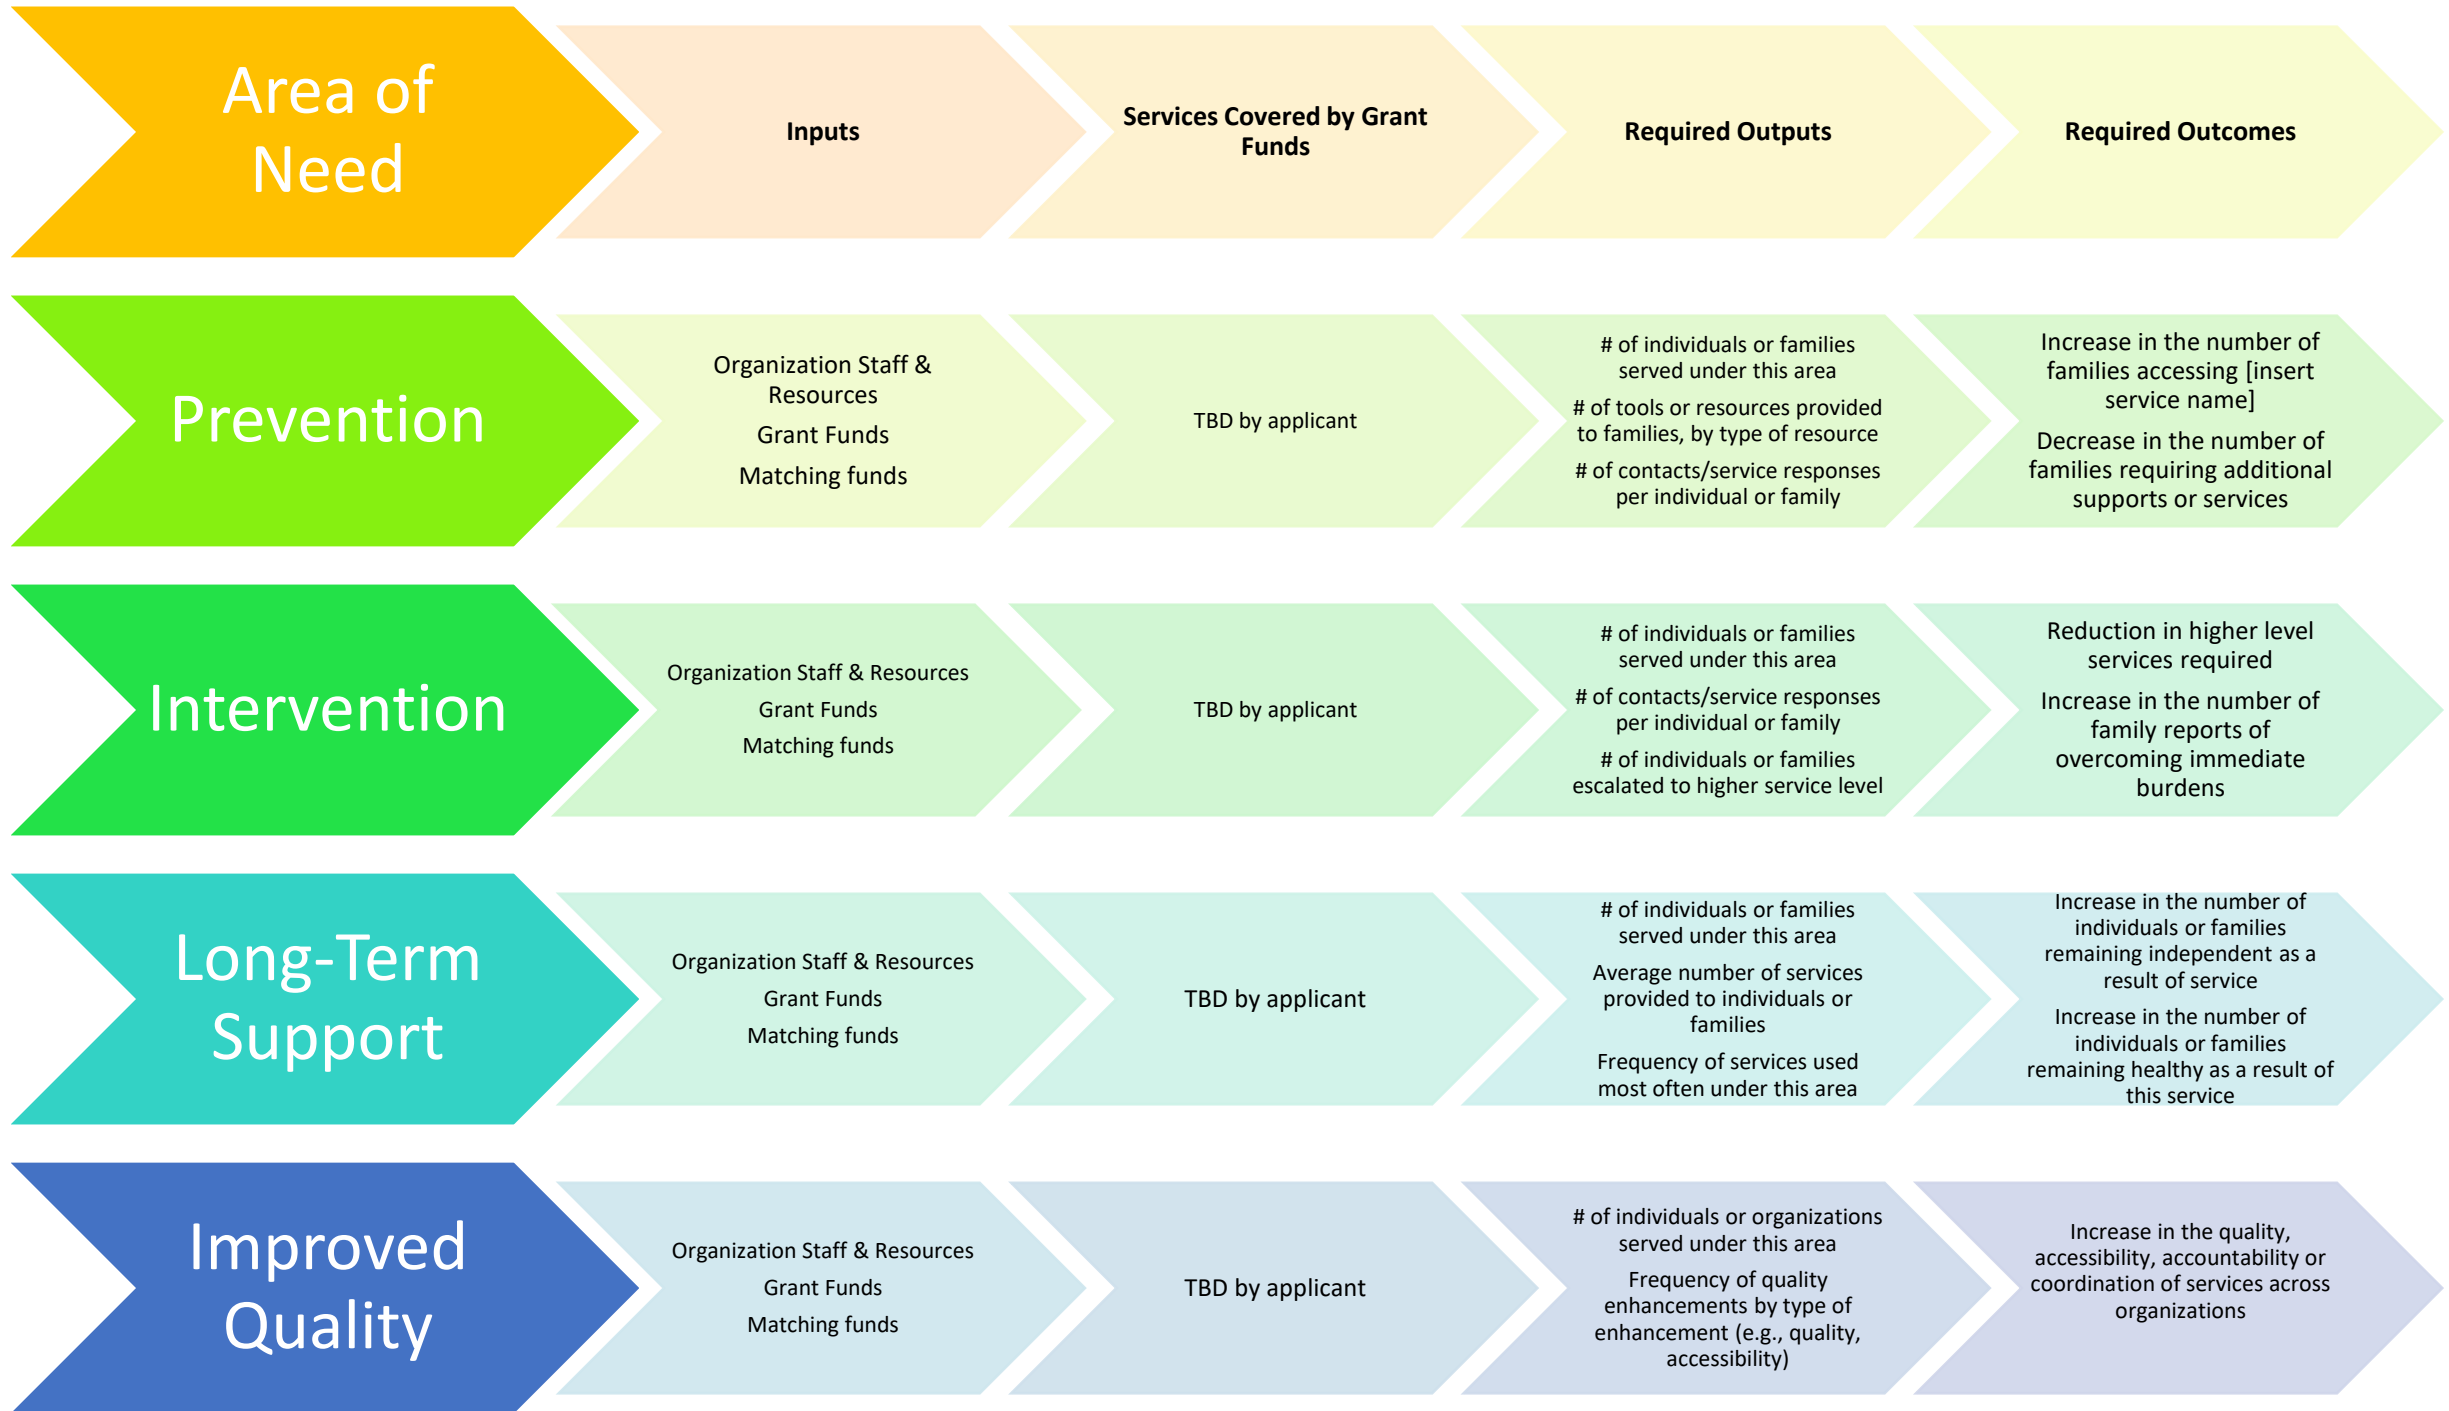 Area of
Need
Inputs
Services Covered by Grant
Funds
Required Outputs
Required Outcomes
Prevention
Organization Staff &
Resources
Grant Funds
Matching funds
TBD by applicant
# of individuals or families
served under this area
# of tools or resources provided
to families, by type of resource
# of contacts/service responses
per individual or family
Increase in the number of
families accessing [insert
service name]
Decrease in the number of
families requiring additional
supports or services
Intervention
Organization Staff & Resources
Grant Funds
Matching funds
TBD by applicant
# of individuals or families
served under this area
# of contacts/service responses
per individual or family
# of individuals or families
escalated to higher service level
Reduction in higher level
services required
Increase in the number of
family reports of
overcoming immediate
burdens
Long-Term
Support
Organization Staff & Resources
Grant Funds
Matching funds
TBD by applicant
# of individuals or families
served under this area
Average number of services
provided to individuals or
families
Frequency of services used
most often under this area
Increase in the number of
individuals or families
remaining independent as a
result of service
Increase in the number of
individuals or families
remaining healthy as a result of
this service
Improved
Quality
Organization Staff & Resources
Grant Funds
Matching funds
TBD by applicant
# of individuals or organizations
served under this area
Frequency of quality
enhancements by type of
enhancement (e.g., quality,
accessibility)
Increase in the quality,
accessibility, accountability or
coordination of services across
organizations